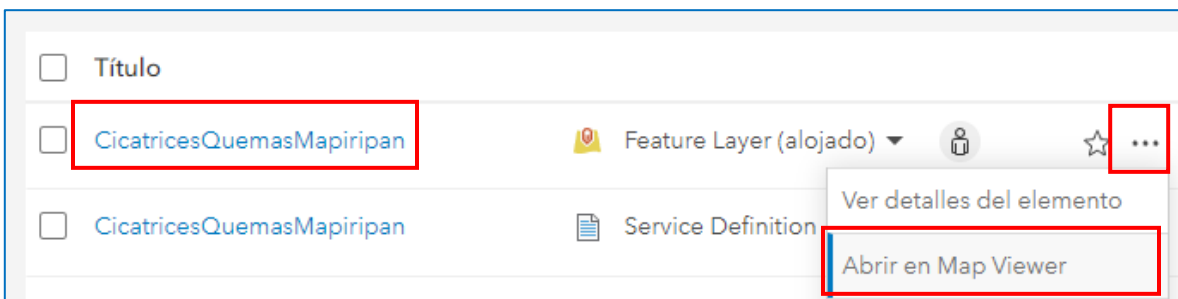 Título
CicatricesQuemasMapiripan Feature Layer (alojado)
Ver detalles del elemento
CicatricesQuemasMapiripan Service Definition
Abrir en Map Viewer